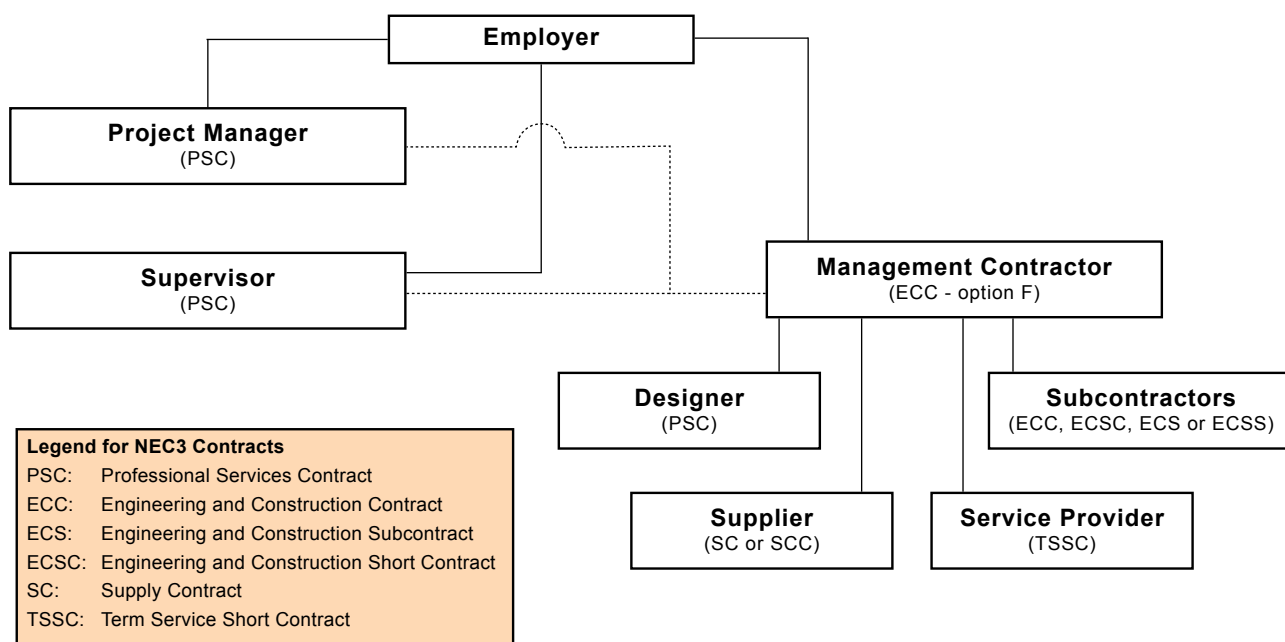 Employer
Project Manager
(PSC)
Supervisor
(PSC)
Management Contractor
(ECC - option F)
Designer
(PSC)
Subcontractors
(ECC, ECSC, ECS or ECSS)
Supplier
(SC or SCC)
Service Provider
(TSSC)
Legend for NEC3 Contracts
PSC: Professional Services Contract
ECC: Engineering and Construction Contract
ECS: Engineering and Construction Subcontract
ECSC: Engineering and Construction Short Contract
SC: Supply Contract
TSSC: Term Service Short Contract